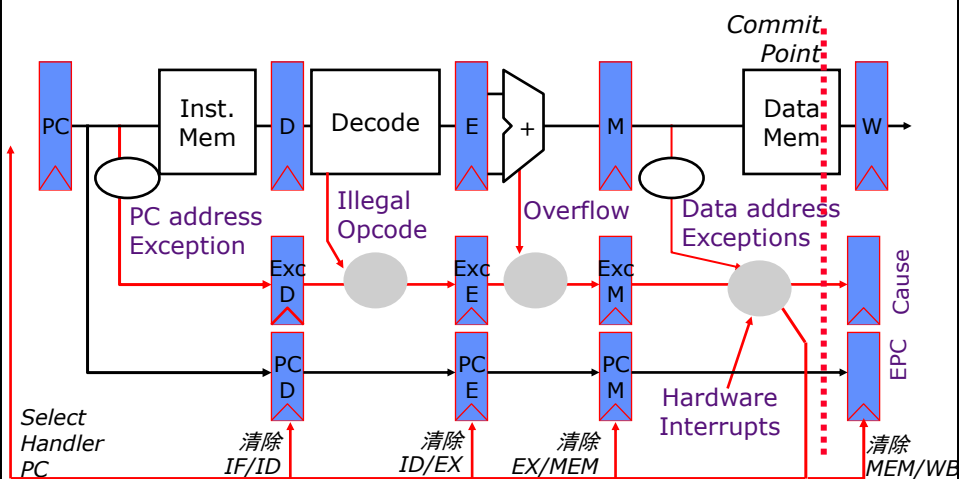 Commit
Point
PC
Inst.
Mem
D
Decode
E
+
M
Data
Mem
W
PC address
Exception
Illegal
Opcode
Overflow
Data address
Exceptions
Exc
D
Exc
E
Exc
M
Cause
PC
D
PC
E
PC
M
EPC
Hardware
Interrupts
Select
Handler
PC
清除
IF/ID
清除
ID/EX
清除
EX/MEM
清除
MEM/WB